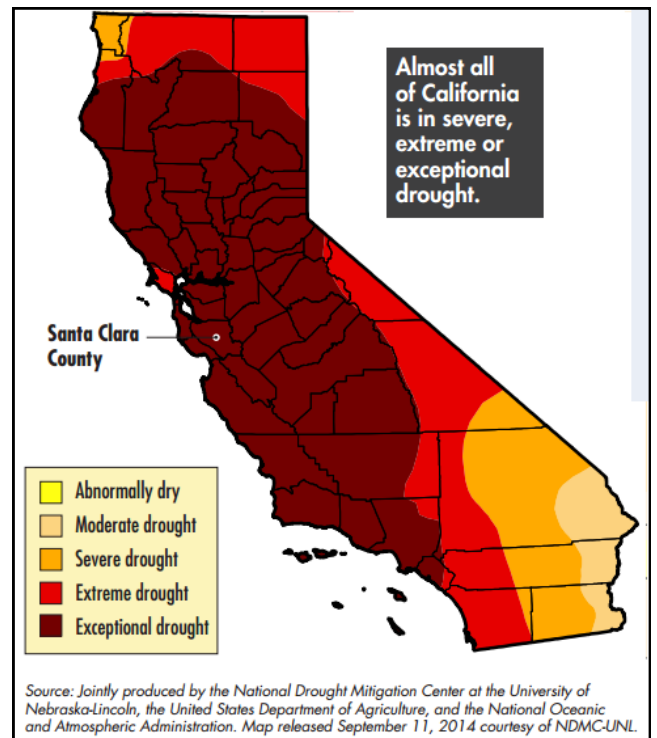 Almost all
of California
is in severe,
extreme or
exceptional
drought.
Santa Clara
County
Abnormally dry
Moderate drought
Severe drought
Extreme drought
Exceptional drought
Source: Jointly produced by the National Drought Mitigation Center at the University of
Nebraska-Lincoln, the United States Department of Agriculture, and the National Oceanic
and Atmospheric Administration. Map released September 11, 2014 courtesy of NDMC-UNL.